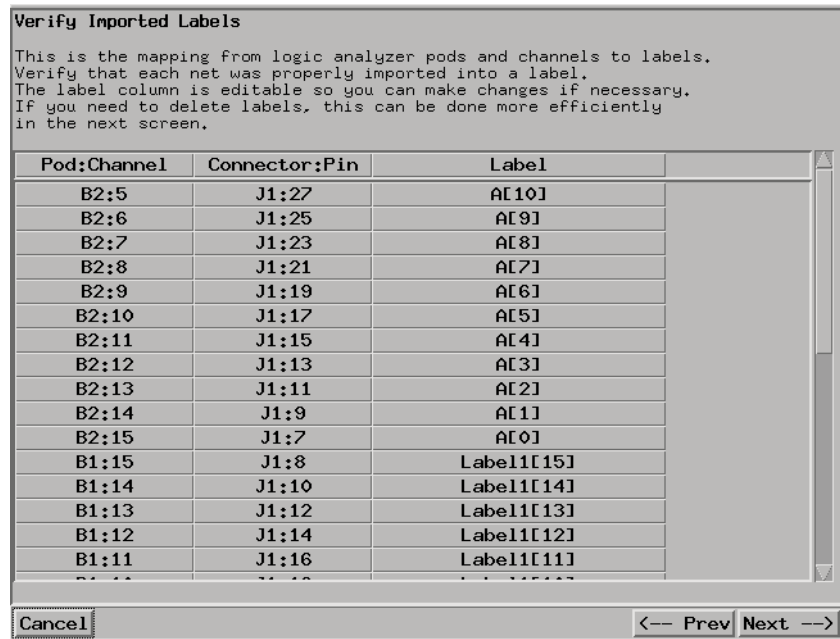 Verify Imported Labels
This is the mapping from logic analyzer pods and channels to labels.
Verify that each net was properly imported into a label.
The label column is editable so you can make changes if necessary.
If you need to delete labels, this can be done more efficiently
in the next screen.
Pod:Channel Connector:Pin Label
B2:5 J1:27 A[10]
B2:6 J1:25 A[9]
B2:7 J1:23 A[8]
B2:8 J1:21 A[7]
B2:9 J1:19 A[6]
B2:10 J1:17 A[5]
B2:11 J1:15 A[4]
B2:12 J1:13 A[3]
B2:13 J1:11 A[2]
B2:14 J1:9 A[1]
B2:15 J1:7 A[0]
B1:15 J1:8 Label1[15]
B1:14 J1:10 Label1[14]
B1:13 J1:12 Label1[13]
B1:12 J1:14 Label1[12]
B1:11 J1:16 Label1[11]
Cancel <-- Prev Next -->